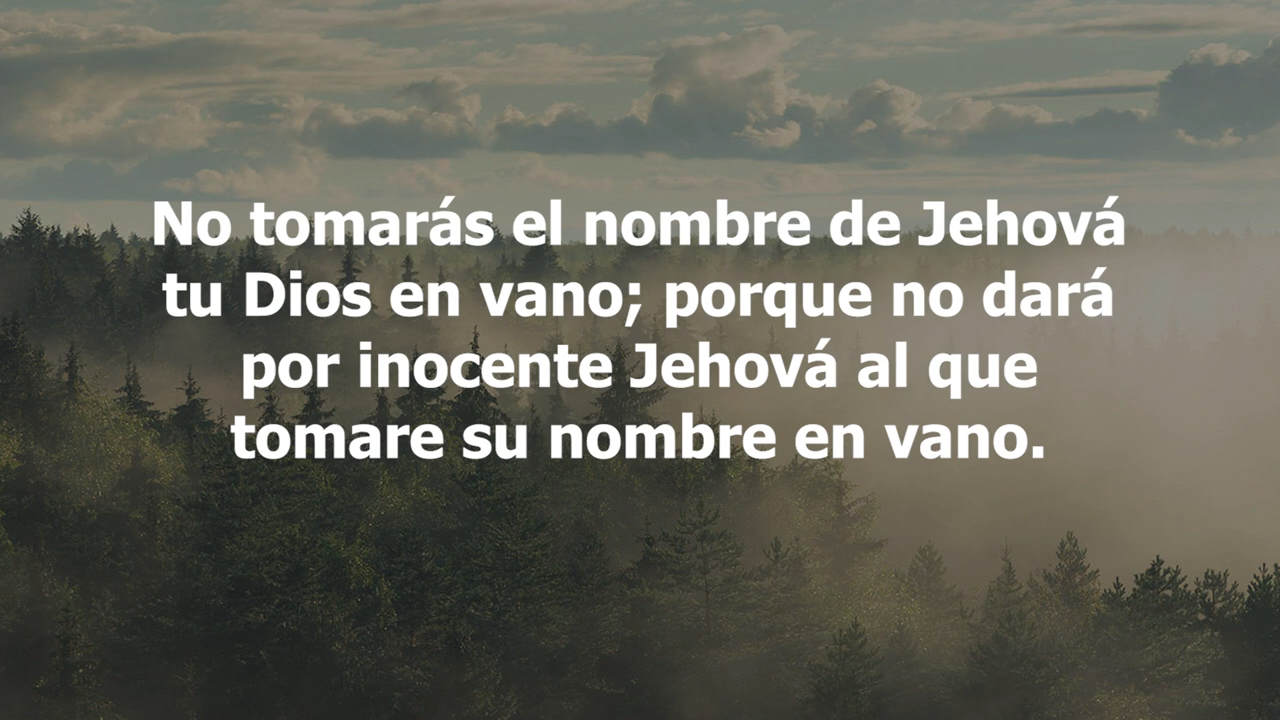 No tomarás el nombre de Jehová
tu Dios en vano; porque no dará
por inocente Jehová al que
tomare su nombre en vano.